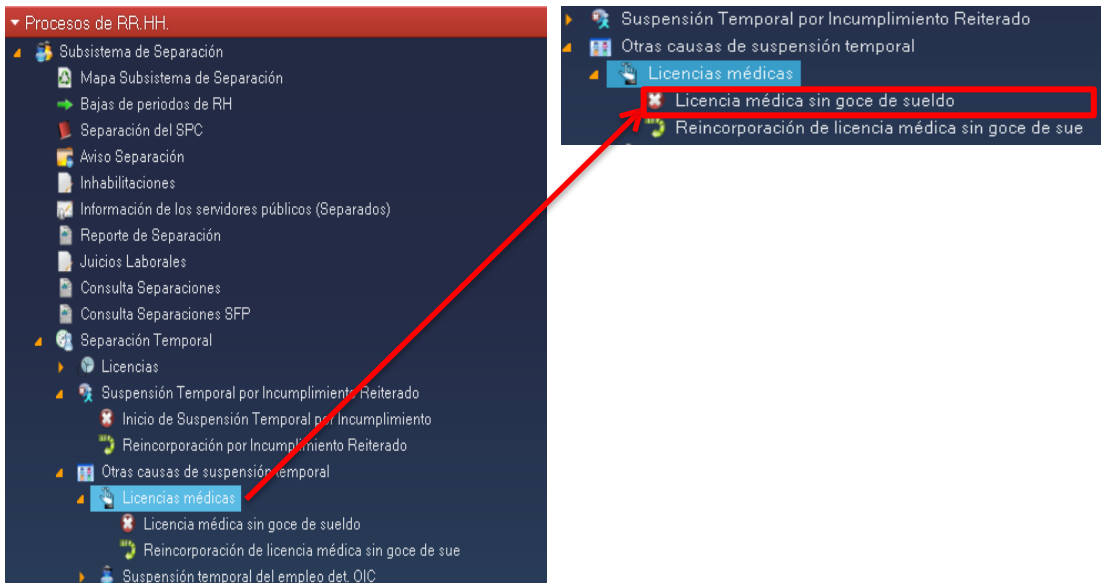 Procesos de RR.HH.
Subsistema de Separación
Mapa Subsistema de Separación
Bajas de periodos de RH
Separación del SPC
Aviso Separación
Inhabilitaciones
Información de los servidores públicos (Separados)
Reporte de Separación
Juicios Laborales
Consulta Separaciones
Consulta Separaciones SFP
Separación Temporal
Licencias
Suspensión Temporal por Incumplimiento Reiterado
Inicio de Suspensión Temporal por Incumplimiento
Reincorporación por Incumplimiento Reiterado
Otras causas de suspensión temporal
Licencias médicas
Licencia médica sin goce de sueldo
Reincorporación de licencia médica sin goce de sue
Suspensión temporal del empleo det. OIC
Suspensión Temporal por Incumplimiento Reiterado
Otras causas de suspensión temporal
Licencias médicas
Licencia médica sin goce de sueldo
Reincorporación de licencia médica sin goce de sue